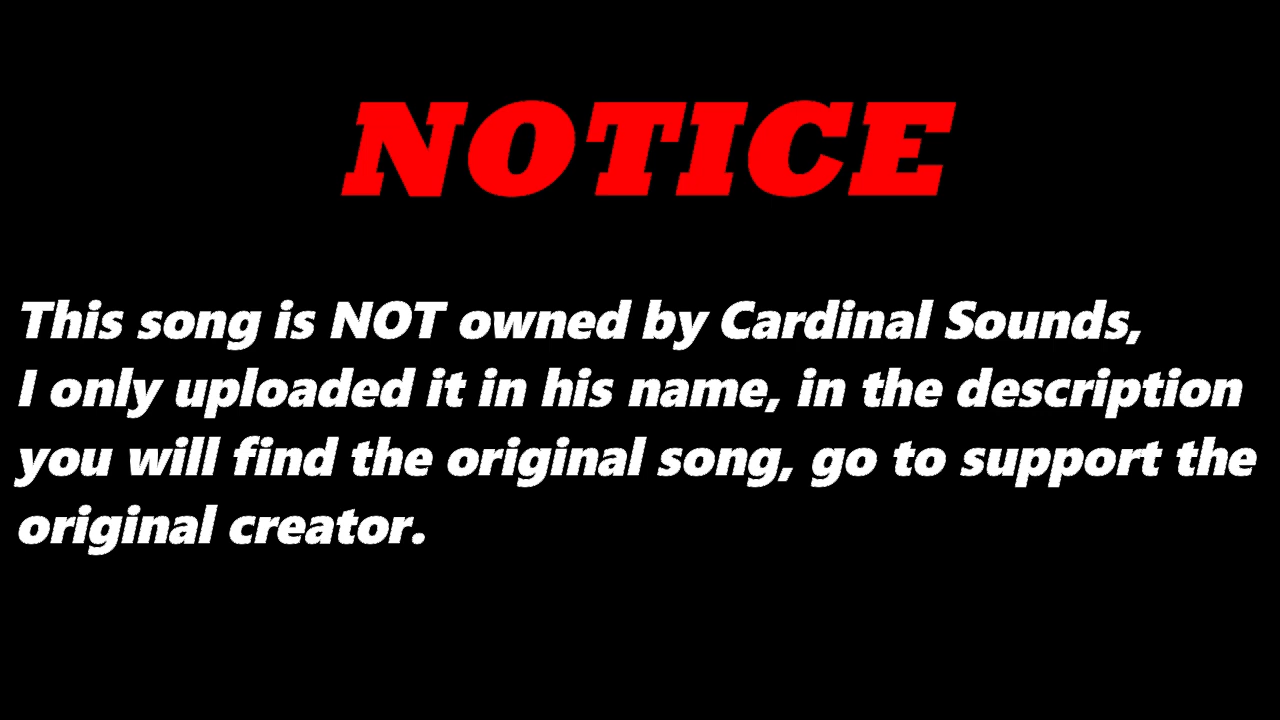 NOTICE
This song is NOT owned by Cardinal Sounds,
I only uploaded it in his name, in the description
you will find the original song, go to support the
original creator.